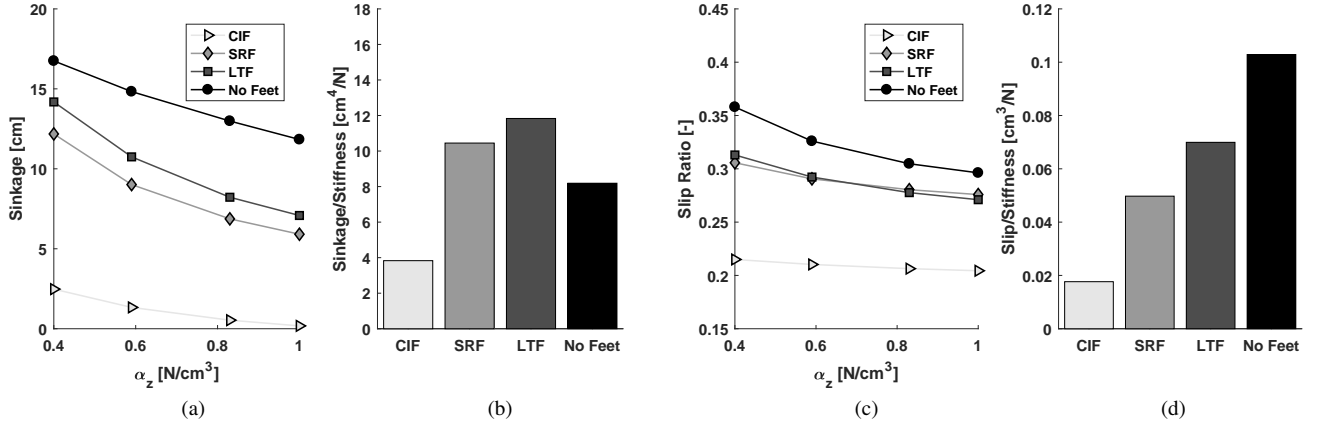 20
15
10
5
0
Sinkage [cm]
0.4
0.6
0.8
1
α_z [N/cm³]
CIF
SRF
LTF
No Feet
(a)
18
16
14
12
10
8
6
4
2
0
Sinkage/Stiffness [cm⁴/N]
CIF
SRF
LTF
No Feet
(b)
0.45
0.4
0.35
0.3
0.25
0.2
0.15
Slip Ratio [-]
0.4
0.6
0.8
1
α_z [N/cm³]
CIF
SRF
LTF
No Feet
(c)
0.12
0.1
0.08
0.06
0.04
0.02
0
Slip/Stiffness [cm³/N]
CIF
SRF
LTF
No Feet
(d)